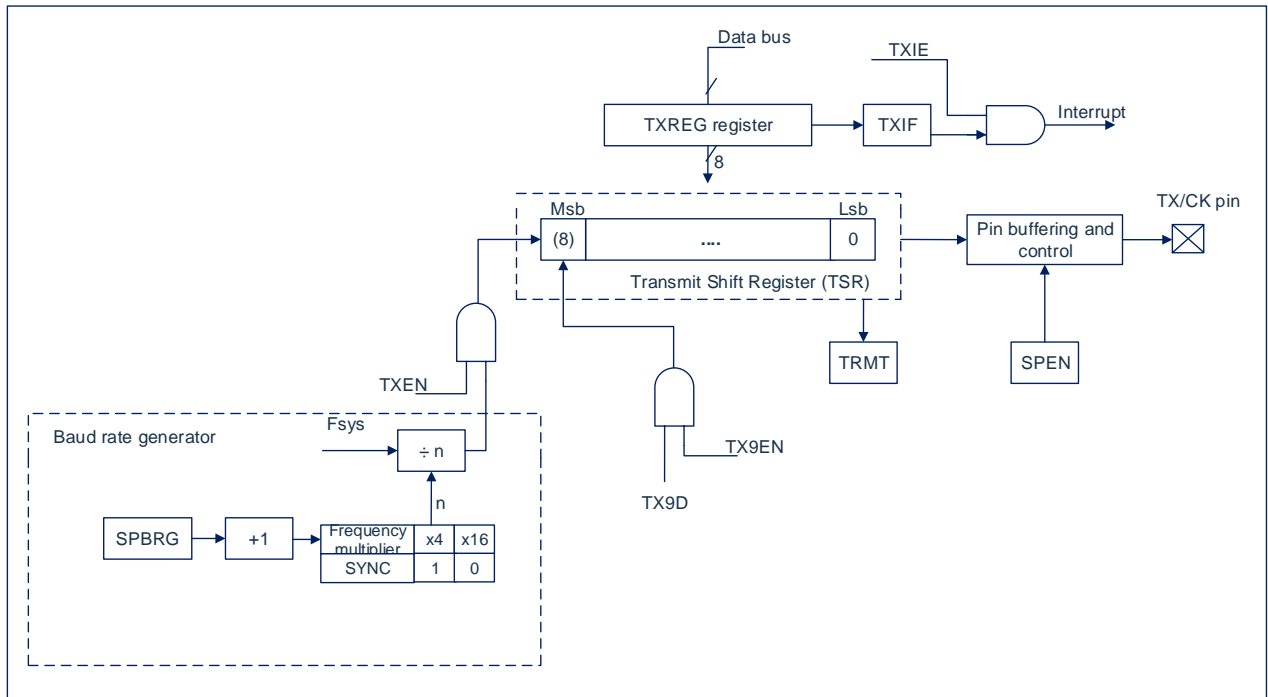 Data bus
TXIE
TXREG register
TXIF
Interrupt
8
Msb
Lsb
TX/CK pin
(8)
....
0
Pin buffering and
control
Transmit Shift Register (TSR)
TRMT
SPEN
TXEN
Fsys
Baud rate generator
÷ n
TX9EN
n
TX9D
SPBRG
+1
Frequency
multiplier
x4
x16
SYNC
1
0